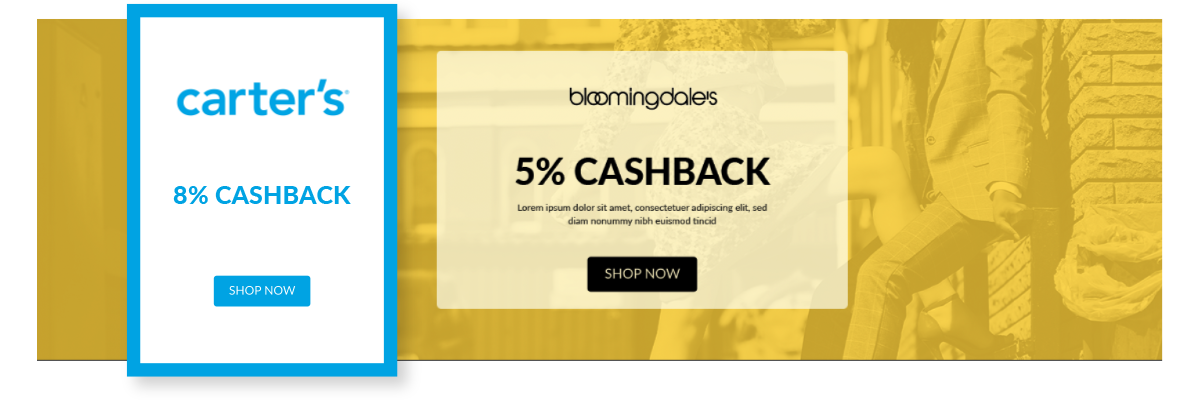 carter's
8% CASHBACK
SHOP NOW
bloomingdale's
5% CASHBACK
Lorem ipsum dolor sit amet, consectetuer adipiscing elit, sed
diam nonummy nibh euismod tincid
SHOP NOW